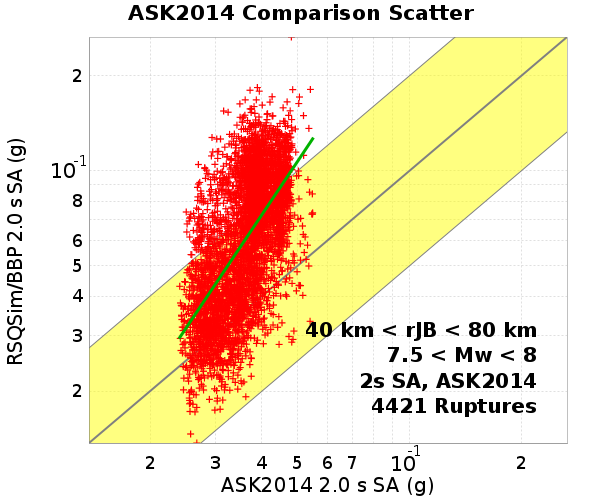 ASK2014 Comparison Scatter
RSQSim/BBP 2.0 s SA (g)
2
10-1
8
6
5
4
3
2
40 km < rJB < 80 km
7.5 < Mw < 8
2s SA, ASK2014
4421 Ruptures
2 3 4 5 6 7 10-1 2
ASK2014 2.0 s SA (g)